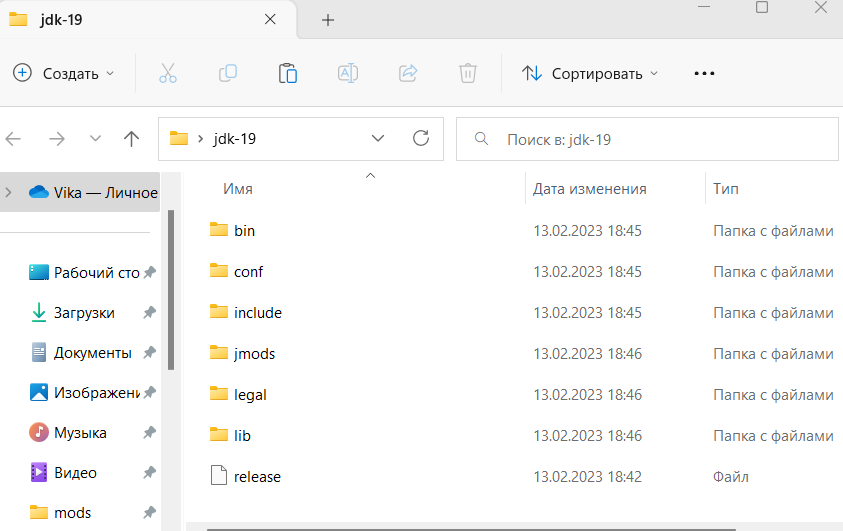 jdk-19
Создать
Сортировать
jdk-19
Поиск в: jdk-19
Vika — Личное
Рабочий сто
Загрузки
Документы
Изображени
Музыка
Видео
mods
Имя Дата изменения Тип
bin 13.02.2023 18:45 Папка с файлами
conf 13.02.2023 18:45 Папка с файлами
include 13.02.2023 18:45 Папка с файлами
jmods 13.02.2023 18:46 Папка с файлами
legal 13.02.2023 18:46 Папка с файлами
lib 13.02.2023 18:46 Папка с файлами
release 13.02.2023 18:42 Файл